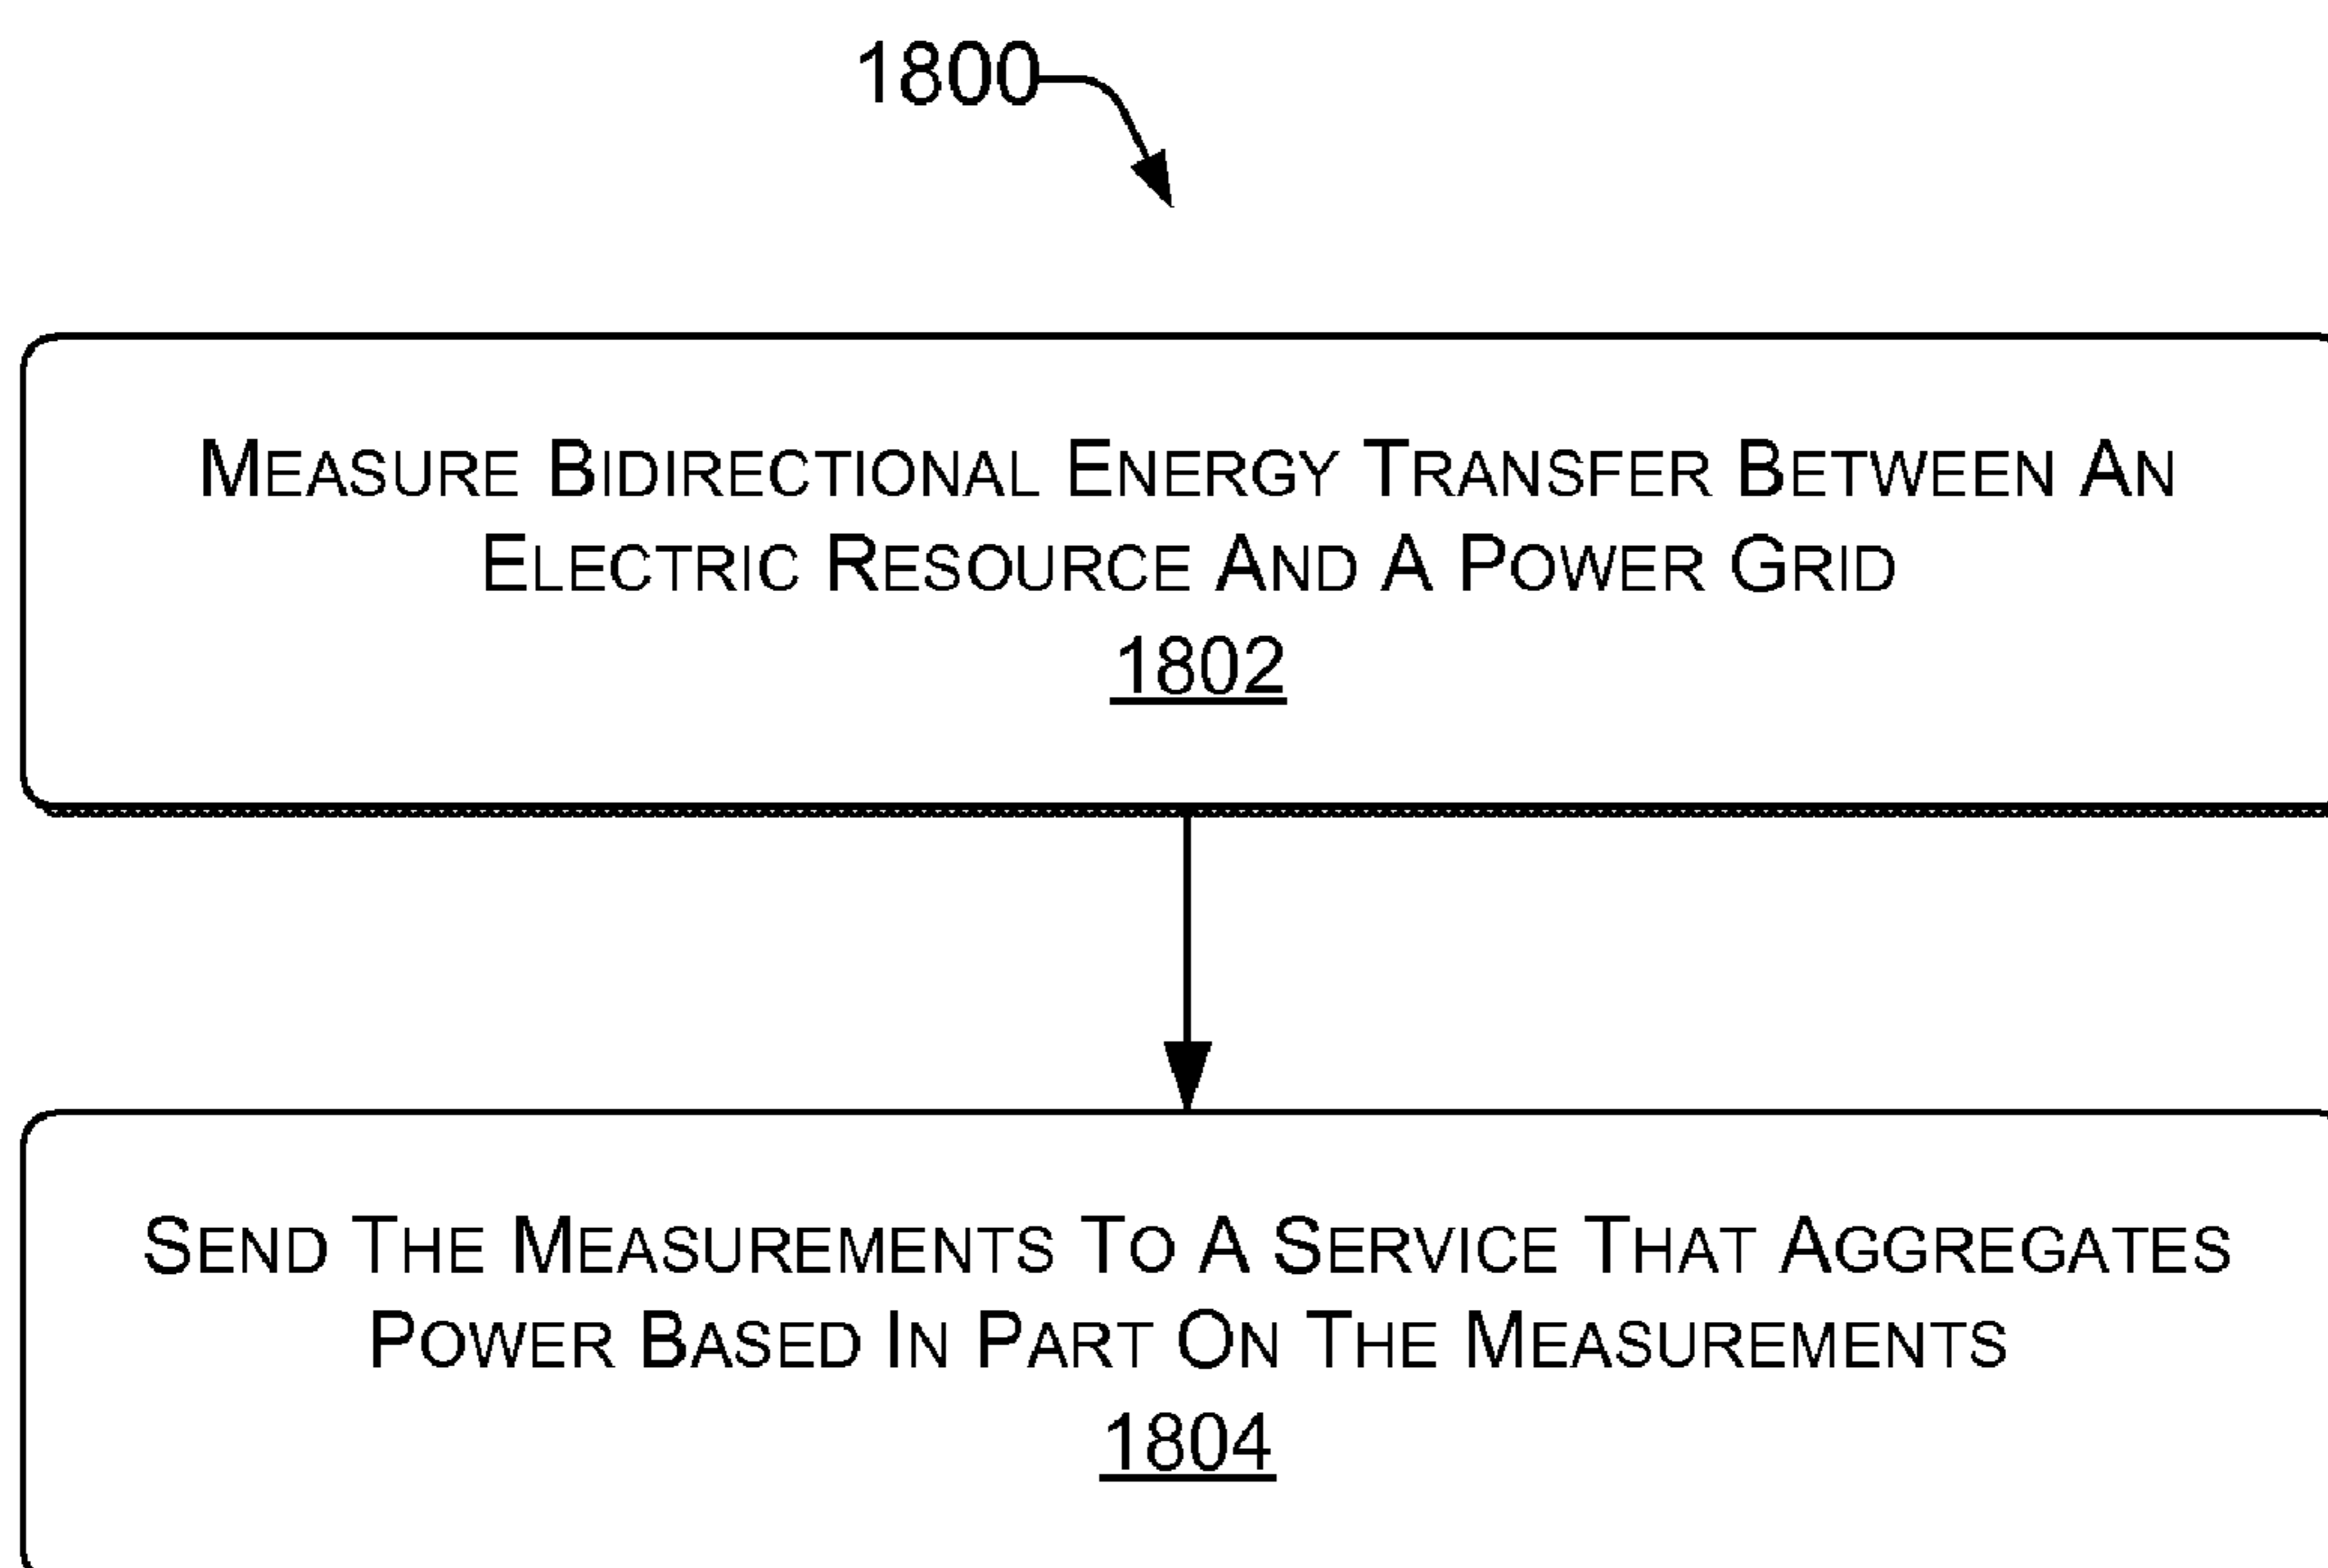 1800
MEASURE BIDIRECTIONAL ENERGY TRANSFER BETWEEN AN
ELECTRIC RESOURCE AND A POWER GRID
1802
SEND THE MEASUREMENTS TO A SERVICE THAT AGGREGATES
POWER BASED IN PART ON THE MEASUREMENTS
1804